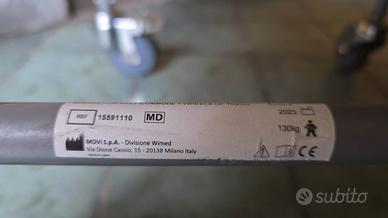 2023
REF 15591110 MD
130kg
MOVI S.p.A. - Divisione Wimed
Via Dione Cassio, 15 - 20138 Milano Italy
CE
subito